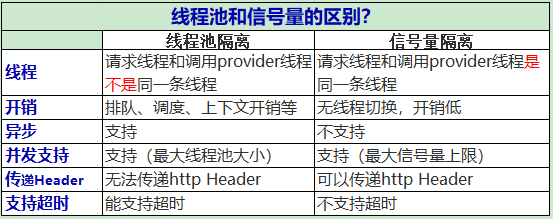 线程池和信号量的区别？
线程池隔离 信号量隔离
线程 请求线程和调用provider线程 请求线程和调用provider线程是
不是同一条线程 同一条线程
开销 排队、调度、上下文开销等 无线程切换，开销低
异步 支持 不支持
并发支持 支持（最大线程池大小） 支持（最大信号量上限）
传递Header 无法传递http Header 可以传递http Header
支持超时 能支持超时 不支持超时